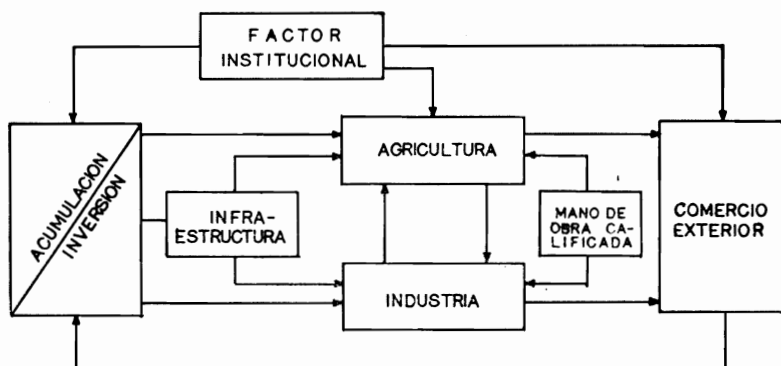 FACTOR
INSTITUCIONAL
ACUMULACION
INVERSION
AGRICULTURA
INFRA-
ESTRUCTURA
MANO DE
OBRA CA-
LIFICADA
COMERCIO
EXTERIOR
INDUSTRIA